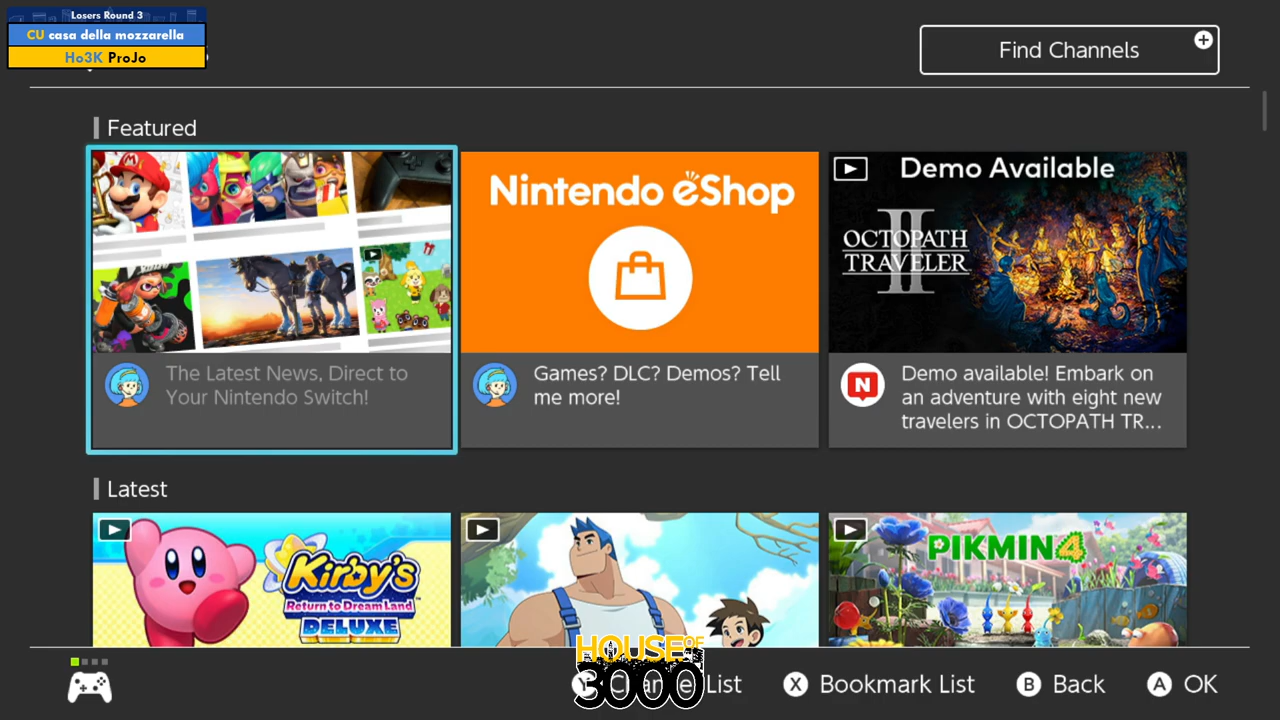 Losers Round 3
CU casa della mozzarella
Ho3K ProJo
Find Channels
Featured
Nintendo eShop
Demo Available
OCTOPATH
TRAVELER
II
The Latest News, Direct to
Your Nintendo Switch!
Games? DLC? Demos? Tell
me more!
N
Demo available! Embark on
an adventure with eight new
travelers in OCTOPATH TR...
Latest
Kirby's
Return to Dream Land
DELUXE
PIKMIN 4
HOUSE OF
3000
List
X Bookmark List
B Back
A OK